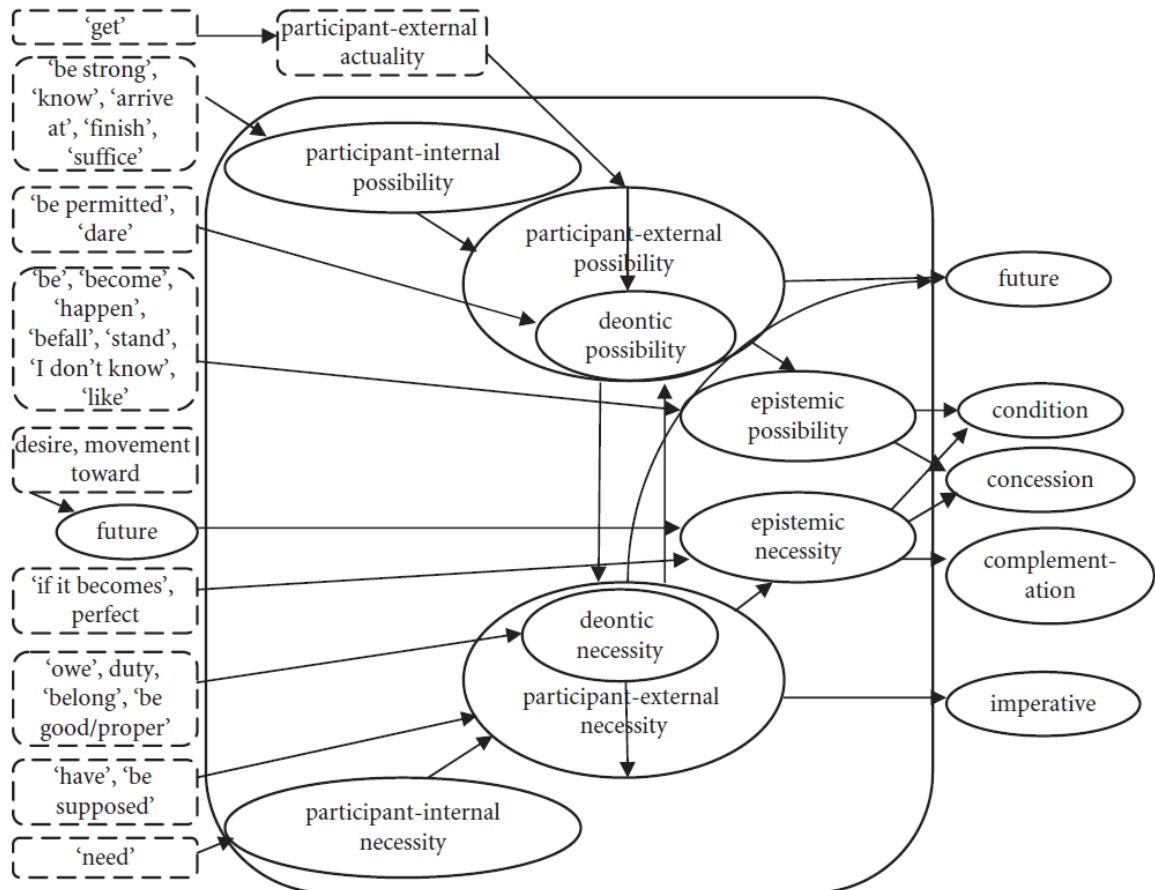 ‘get’
participant-external
actuality
‘be strong’,
‘know’, ‘arrive
at’, ‘finish’,
‘suffice’
participant-internal
possibility
‘be permitted’,
‘dare’
participant-external
possibility
‘be’, ‘become’,
‘happen’,
‘befall’, ‘stand’,
‘I don’t know’,
‘like’
future
deontic
possibility
epistemic
possibility
condition
desire, movement
toward
concession
future
epistemic
necessity
complement-
ation
‘if it becomes’,
perfect
deontic
necessity
‘owe’, duty,
‘belong’, ‘be
good/proper’
participant-external
necessity
imperative
‘have’, ‘be
supposed’
participant-internal
necessity
‘need’